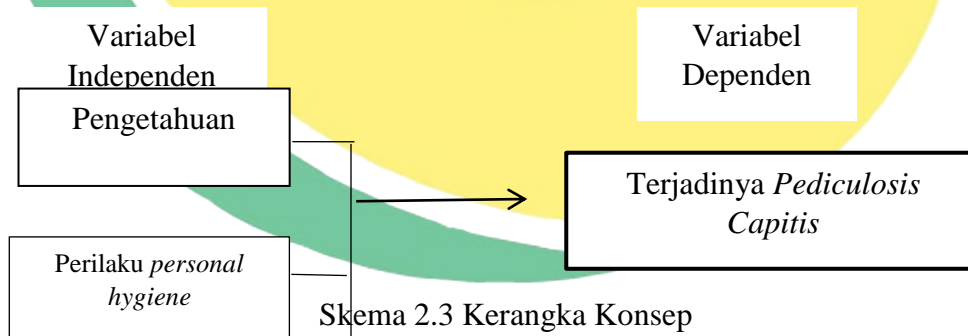 Variabel
Independen
Variabel
Dependen
Pengetahuan
Terjadinya Pediculosis
Capitis
Perilaku personal
hygiene
Skema 2.3 Kerangka Konsep